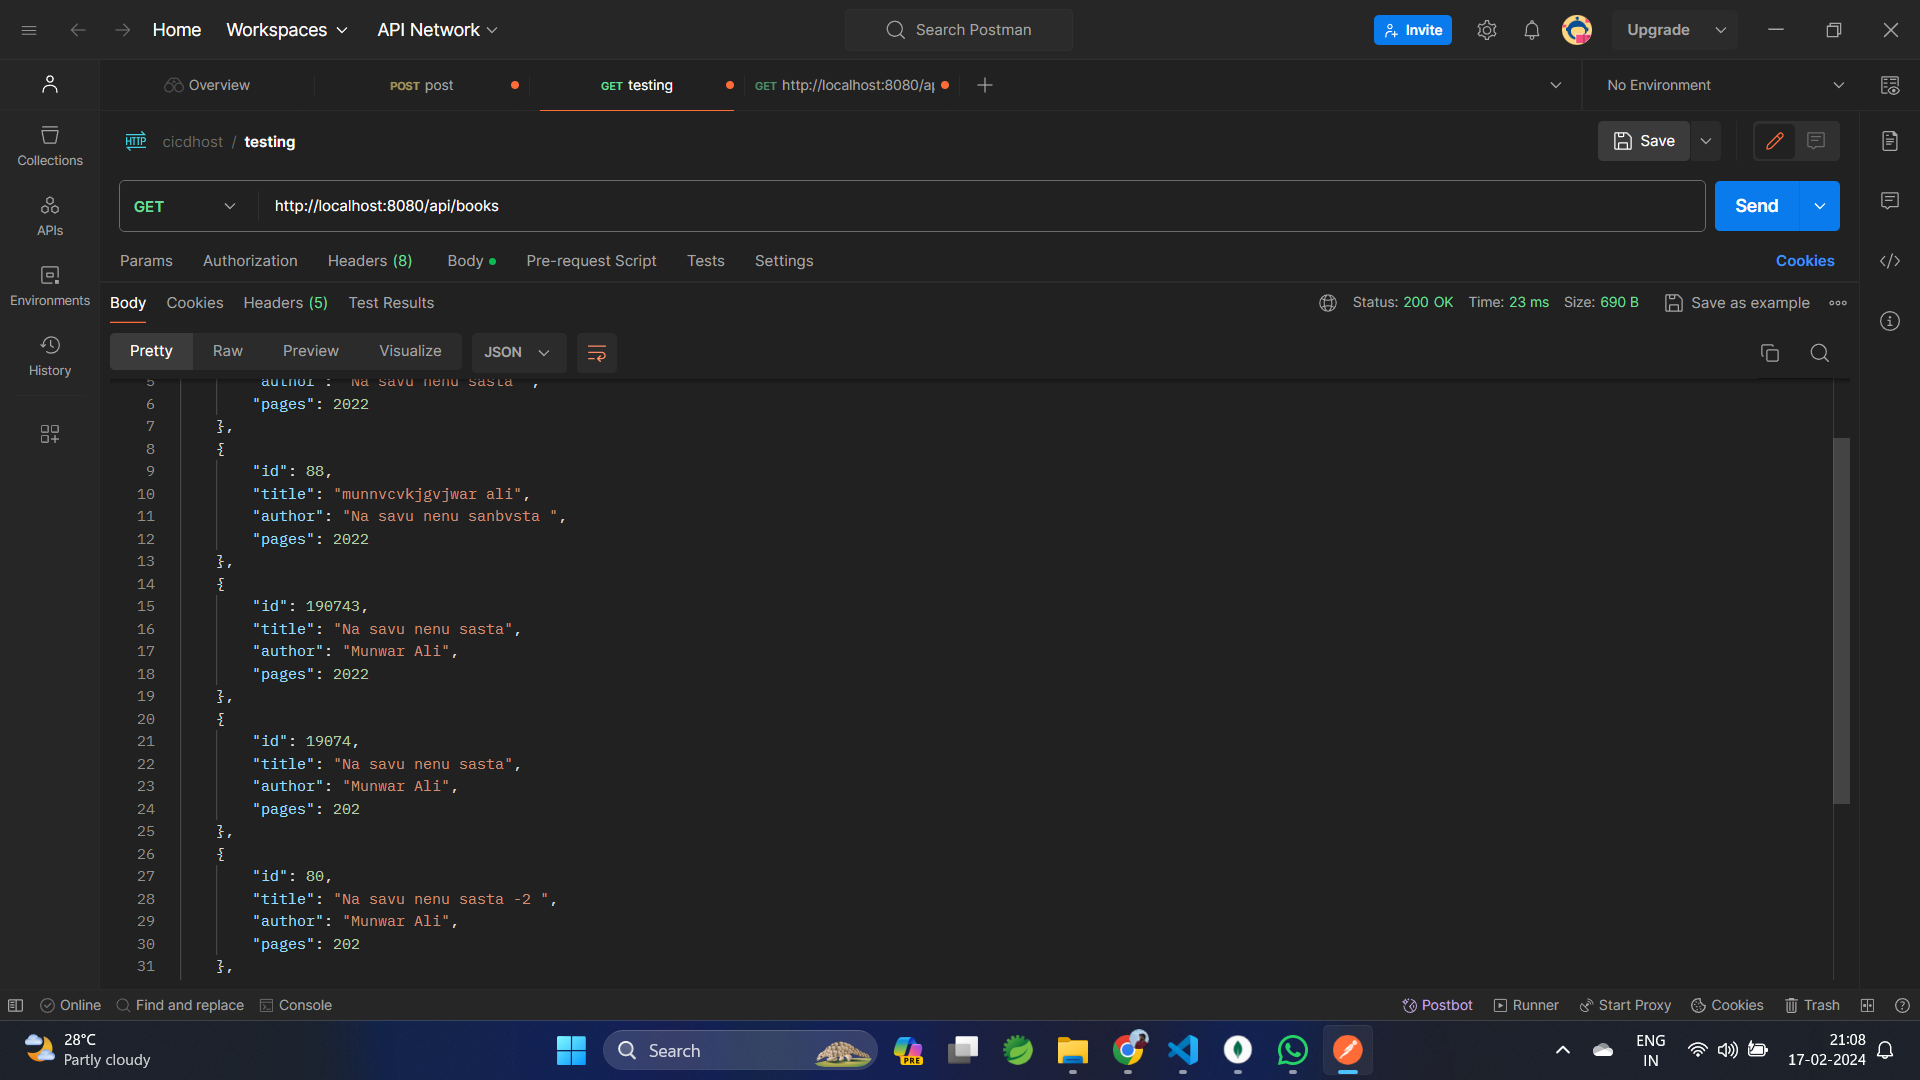 Home Workspaces API Network Search Postman Invite Upgrade
Overview POST post GET testing GET http://localhost:8080/ap No Environment
HTTP cicdhost / testing Save
Collections
GET http://localhost:8080/api/books Send
APIs
Params Authorization Headers (8) Body Pre-request Script Tests Settings Cookies
Environments
Body Cookies Headers (5) Test Results Status: 200 OK Time: 23 ms Size: 690 B Save as example
Pretty Raw Preview Visualize JSON
History
5 "author": "Na savu nenu sasta ",
6 "pages": 2022
7 },
8 {
9 "id": 88,
10 "title": "munnvcvkjgvjwar ali",
11 "author": "Na savu nenu sanbvsta ",
12 "pages": 2022
13 },
14 {
15 "id": 190743,
16 "title": "Na savu nenu sasta",
17 "author": "Munwar Ali",
18 "pages": 2022
19 },
20 {
21 "id": 19074,
22 "title": "Na savu nenu sasta",
23 "author": "Munwar Ali",
24 "pages": 202
25 },
26 {
27 "id": 80,
28 "title": "Na savu nenu sasta -2 ",
29 "author": "Munwar Ali",
30 "pages": 202
31 },
Online Find and replace Console Postbot Runner Start Proxy Cookies Trash
28°C
Partly cloudy
Search
PRE
ENG
IN
21:08
17-02-2024